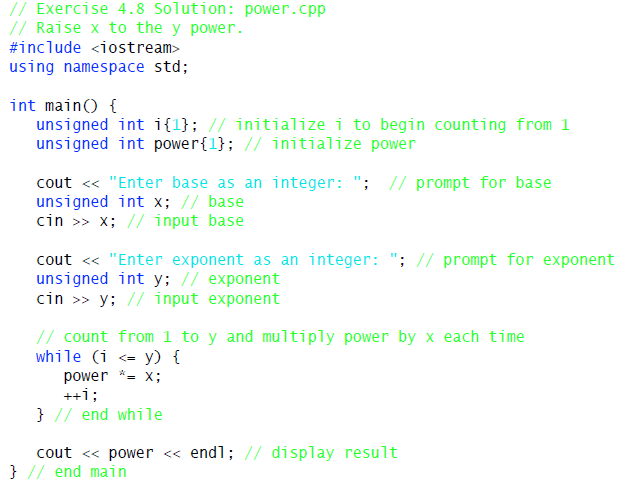 // Exercise 4.8 Solution: power.cpp
// Raise x to the y power.
#include <iostream>
using namespace std;

int main() {
   unsigned int i{1}; // initialize i to begin counting from 1
   unsigned int power{1}; // initialize power

   cout << "Enter base as an integer: ";  // prompt for base
   unsigned int x; // base
   cin >> x; // input base

   cout << "Enter exponent as an integer: "; // prompt for exponent
   unsigned int y; // exponent
   cin >> y; // input exponent

   // count from 1 to y and multiply power by x each time
   while (i <= y) {
      power *= x;
      ++i;
   } // end while

   cout << power << endl; // display result
} // end main